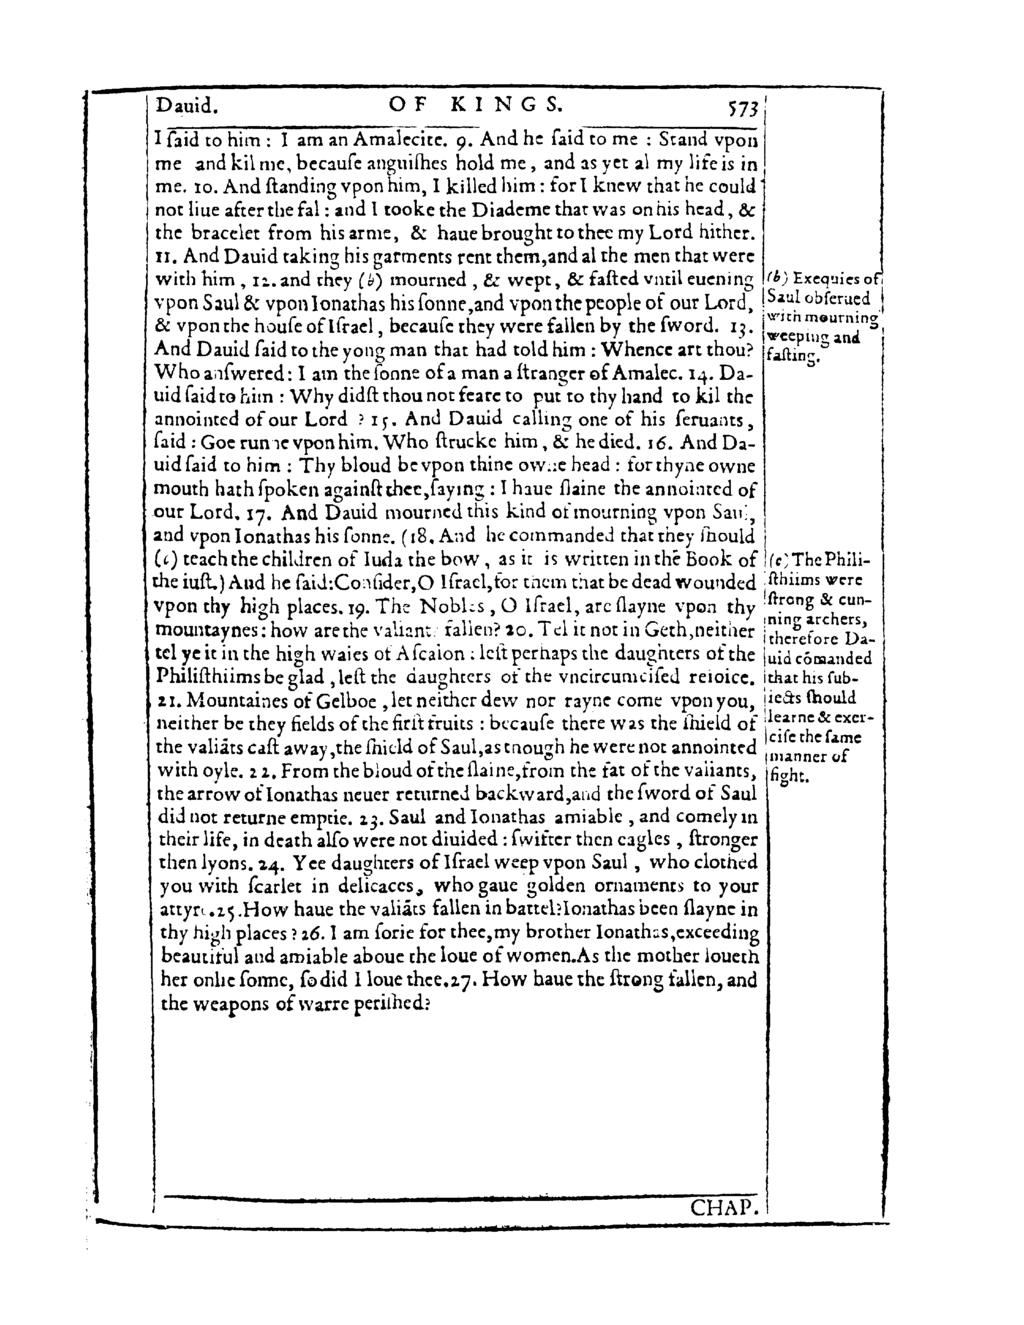 Dauid. OF KINGS. 573
I ſaid to him : I am an Amalecite. 9. And he ſaid to me : Stand vpon
me and kil me, becauſe anguiſhes hold me, and as yet al my life is in
me. 10. And ſtanding vpon him, I killed him : for I knew that he could
not liue after the fal : and I tooke the Diademe that was on his head, &
the bracelet from his arme, & haue brought to thee my Lord hither.
11. And Dauid taking his garments rent them, and al the men that were
with him, 12. and they (b) mourned, & wept, & faſted vntil euening
vpon Saul & vpon Ionathas his ſonne, and vpon the people of our Lord,
& vpon the houſe of Iſrael, becauſe they were fallen by the ſword. 13.
And Dauid ſaid to the yong man that had told him : Whence art thou?
Who anſwered : I am the ſonne of a man a ſtranger of Amalec. 14. Da-
uid ſaid to him : Why didſt thou not feare to put to thy hand to kil the
annointed of our Lord ? 15. And Dauid calling one of his ſeruants,
ſaid : Goe runne vpon him. Who ſtrucke him, & he died. 16. And Da-
uid ſaid to him : Thy bloud be vpon thine owne head : for thyne owne
mouth hath ſpoken againſt thee, ſaying : I haue ſlaine the annointed of
our Lord. 17. And Dauid mourned this kind of mourning vpon Saul,
and vpon Ionathas his ſonne. (18. And he commanded that they ſhould
(c) teach the children of Iuda the bow, as it is written in thē Book of
the iuſt.) And he ſaid: Conſider, O Iſrael, for them that be dead wounded
vpon thy high places. 19. The Nobles, O Iſrael, are ſlayne vpon thy
mountaynes : how are the valiant fallen? 20. Tel it not in Geth, neither
tel ye it in the high waies of Aſcalon : leſt perhaps the daughters of the
Philiſthiims be glad, leſt the daughters of the vncircumciſed reioice.
21. Mountaines of Gelboe, let neither dew nor rayne come vpon you,
neither be they fields of the firſt fruits : becauſe there was the ſhield of
the valiāts caſt away, the ſhield of Saul, as though he were not annointed
with oyle. 22. From the bloud of the ſlaine, from the fat of the valiants,
the arrow of Ionathas neuer returned backward, and the ſword of Saul
did not returne emptie. 23. Saul and Ionathas amiable, and comely in
their life, in death alſo were not diuided : ſwifter then eagles, ſtronger
then lyons. 24. Yee daughters of Iſrael weep vpon Saul, who clothed
you with ſcarlet in delicaces, who gaue golden ornaments to your
attyre. 25. How haue the valiāts fallen in battel? Ionathas been ſlayne in
thy high places ? 26. I am ſorie for thee, my brother Ionathas, exceeding
beautiful and amiable aboue the loue of women. As the mother loueth
her onlie ſonne, ſo did I loue thee. 27. How haue the ſtrong fallen, and
the weapons of warre periſhed?
(b) Exequies of
Saul obſerued
with mourning
weeping and
faſting.
(c) The Phili-
ſthiims were
ſtrong & cun-
ning archers,
therefore Da-
uid cōmanded
that his ſub-
iects ſhould
learne & exer-
ciſe the ſame
manner of
fight.
CHAP.